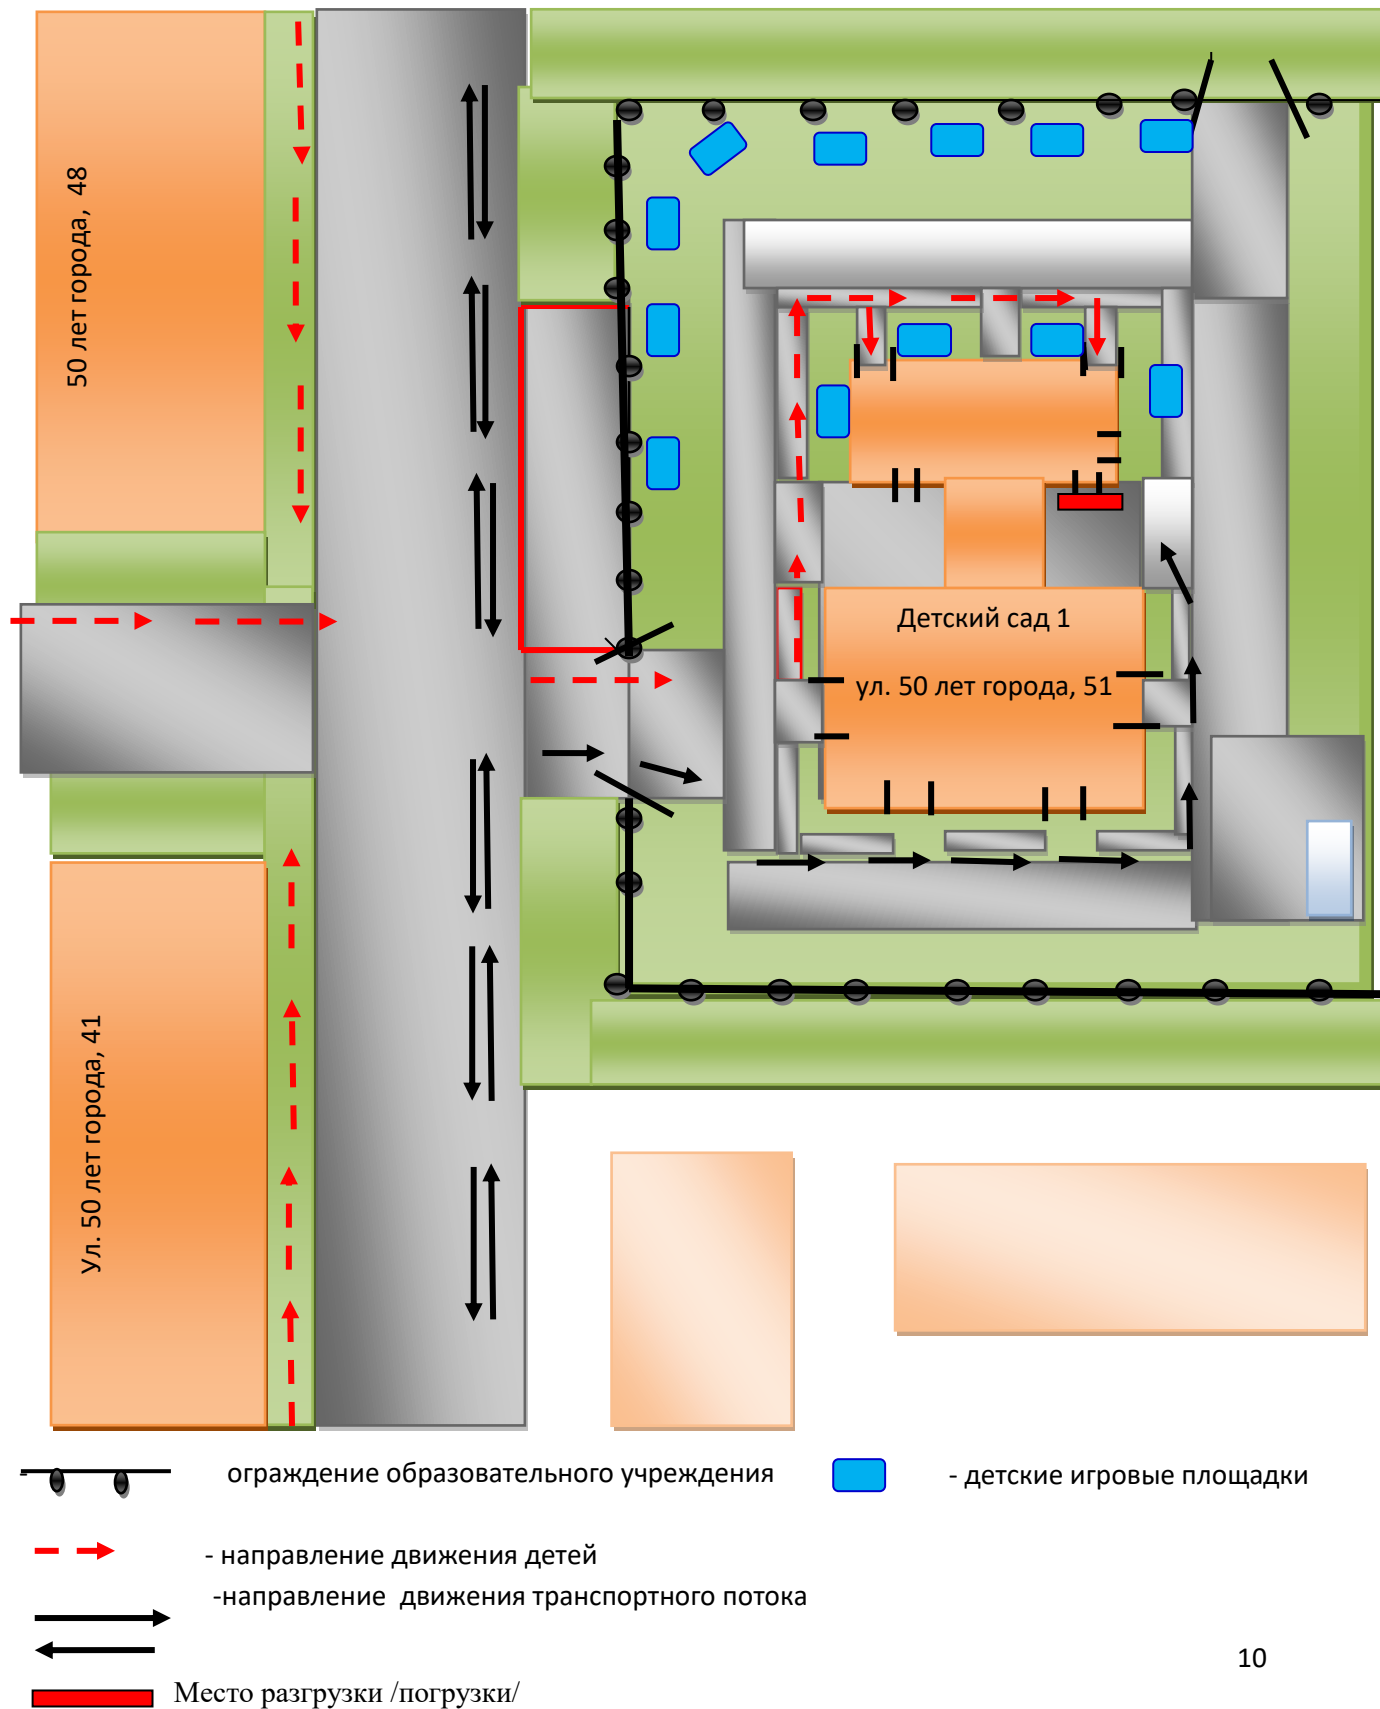 50 лет города,  48
Детский сад 1
ул. 50 лет города, 51
Ул. 50 лет города, 41
ограждение образовательного учреждения
- детские игровые площадки
- направление движения детей
-направление  движения транспортного потока
10
Место разгрузки /погрузки/